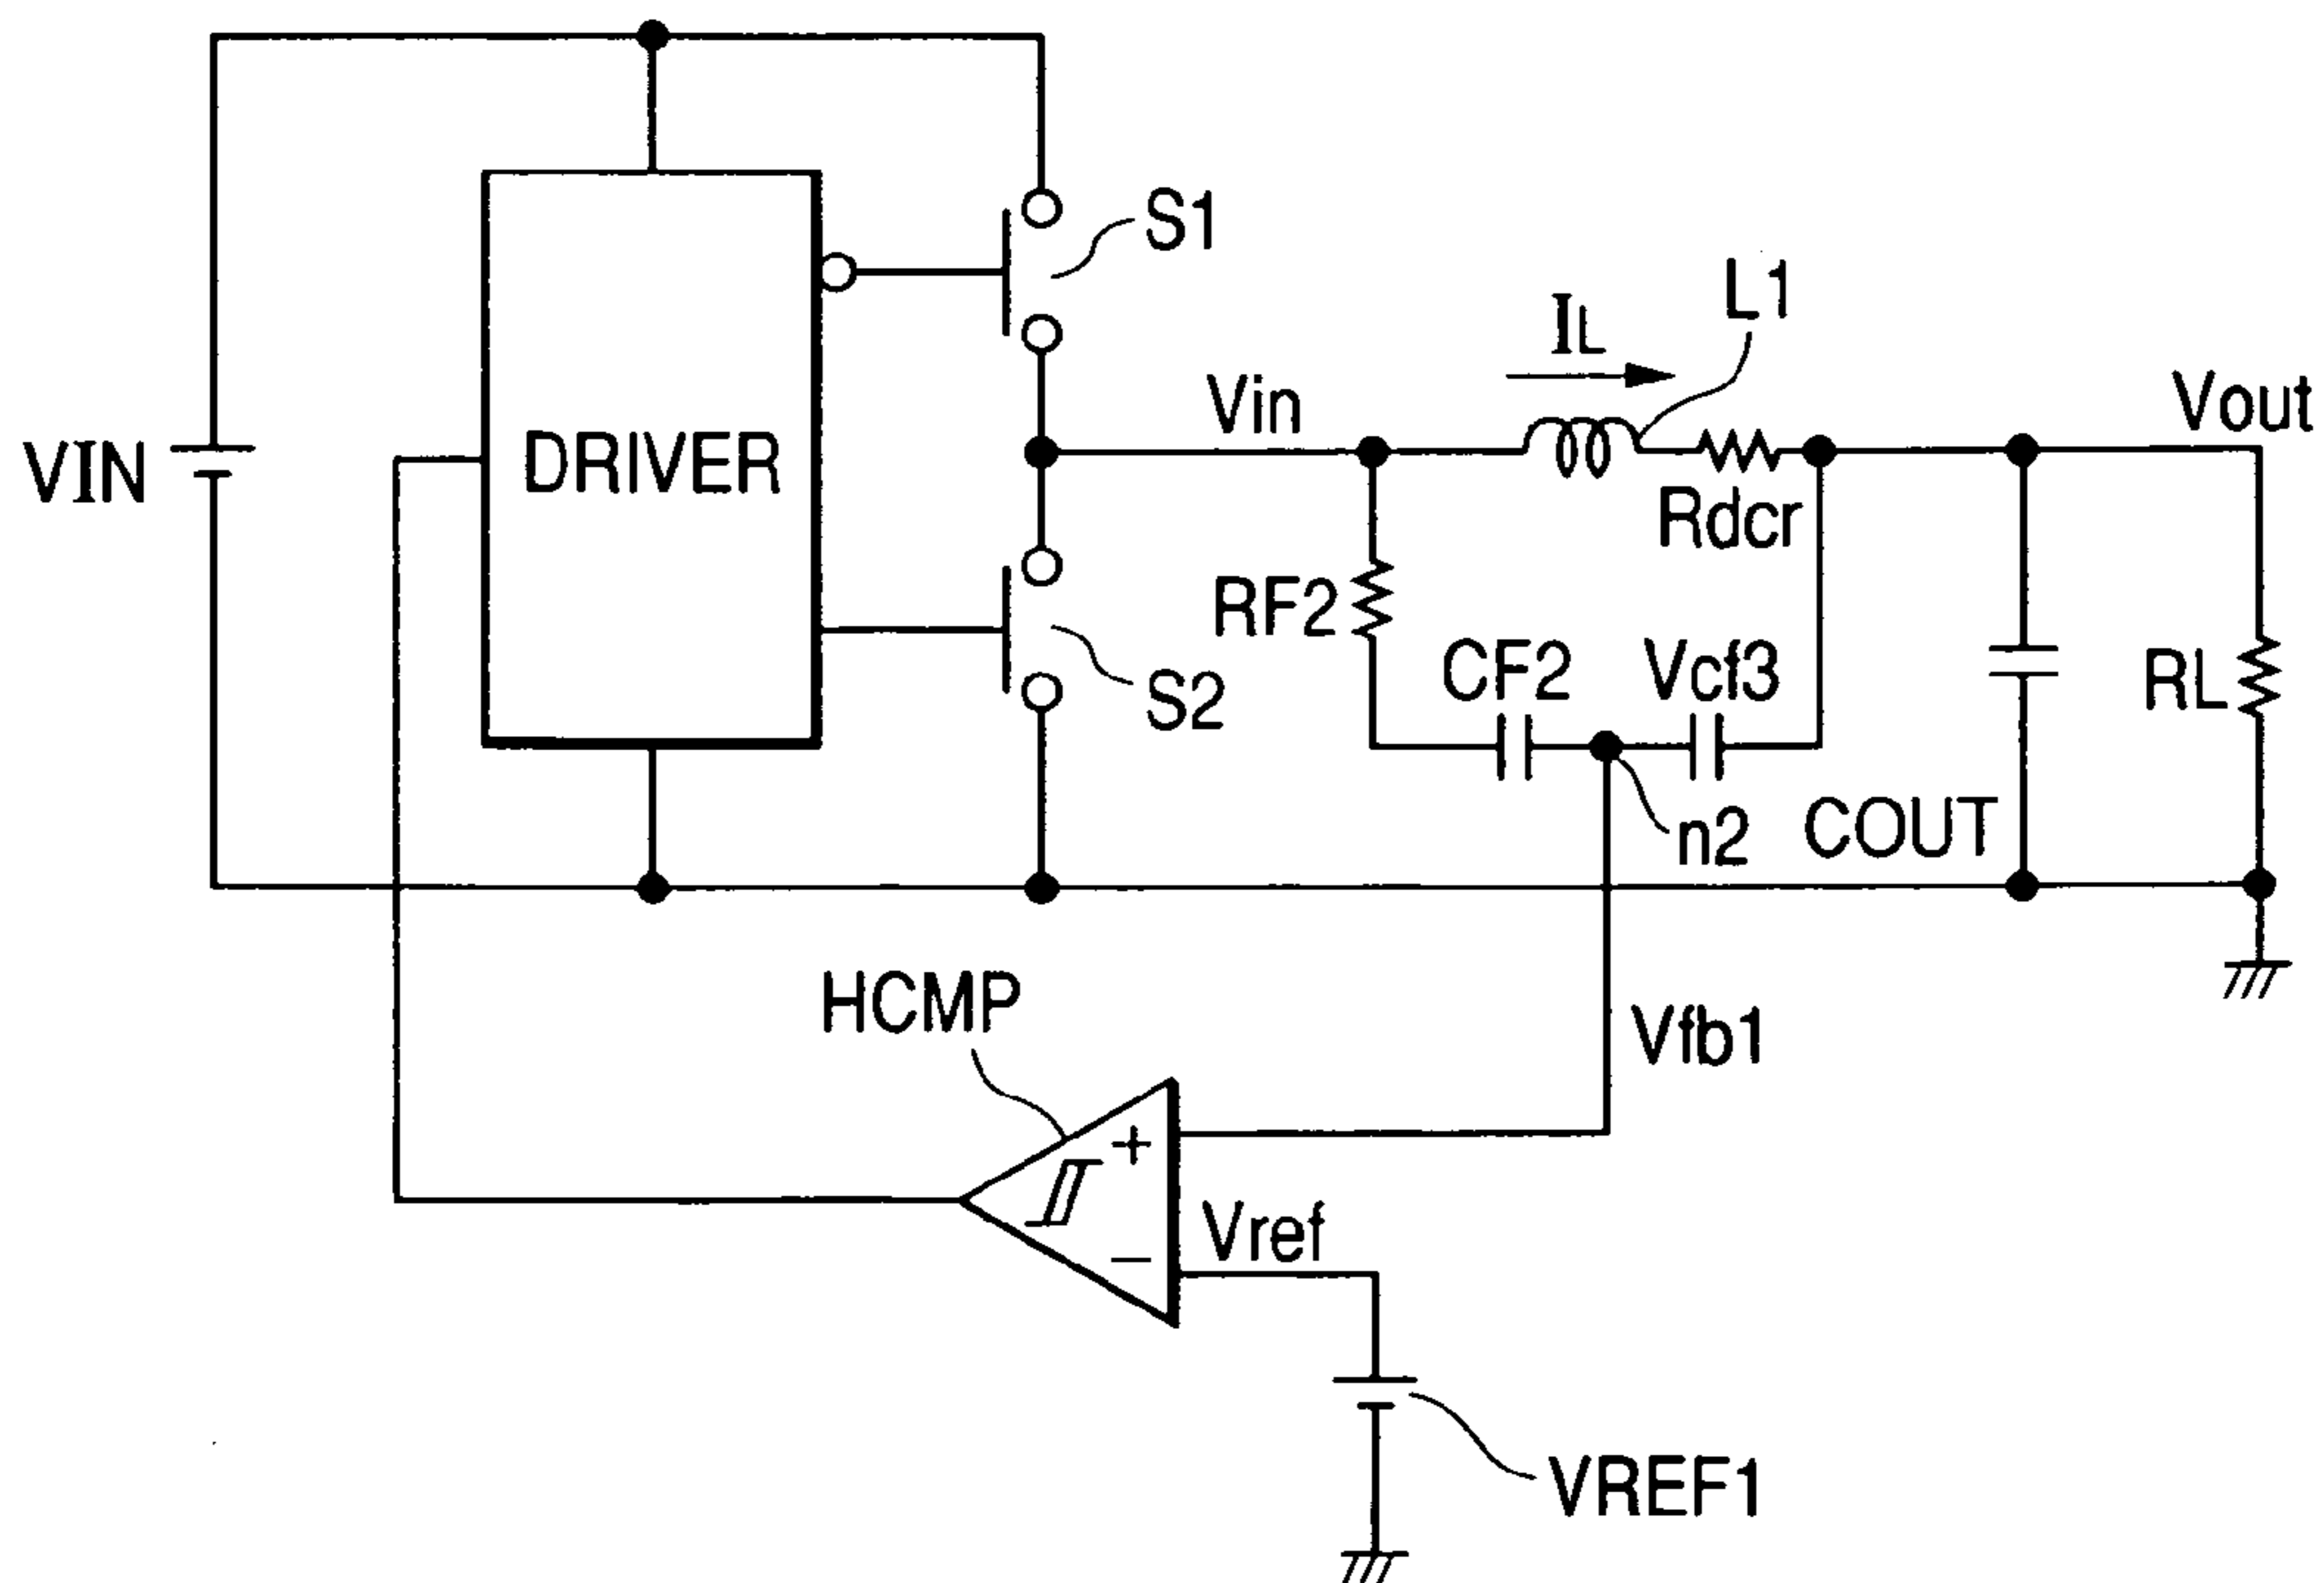 S1
L1
IL
Vin
Vout
VIN
DRIVER
Rdcr
RF2
CF2
Vcf3
RL
S2
n2
COUT
HCMP
Vfb1
+
Vref
−
VREF1